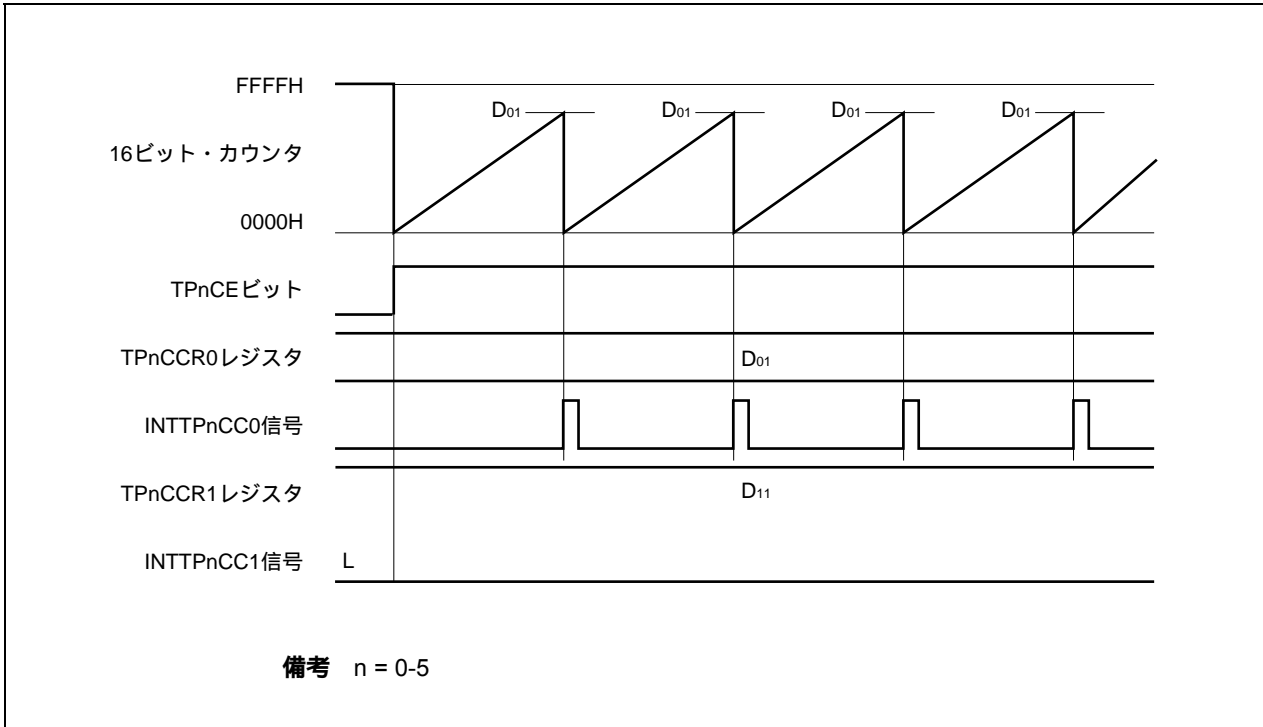 FFFFH
D01 D01 D01 D01
16ビット・カウンタ
0000H
TPnCEビット
TPnCCR0レジスタ D01
INTTPnCC0信号
TPnCCR1レジスタ D11
INTTPnCC1信号 L
備考 n = 0-5